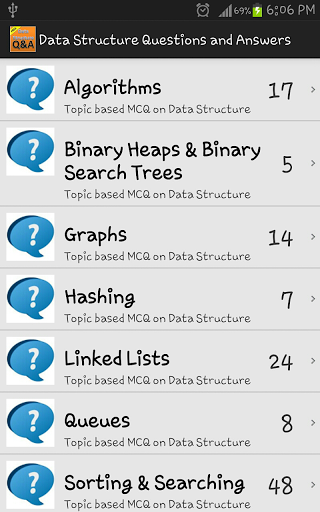 69% 6:06 PM
Q&A Data Structure Questions and Answers
Algorithms 17
Topic based MCQ on Data Structure
Binary Heaps & Binary
Search Trees 5
Topic based MCQ on Data Structure
Graphs 14
Topic based MCQ on Data Structure
Hashing 7
Topic based MCQ on Data Structure
Linked Lists 24
Topic based MCQ on Data Structure
Queues 8
Topic based MCQ on Data Structure
Sorting & Searching 48
Topic based MCQ on Data Structure